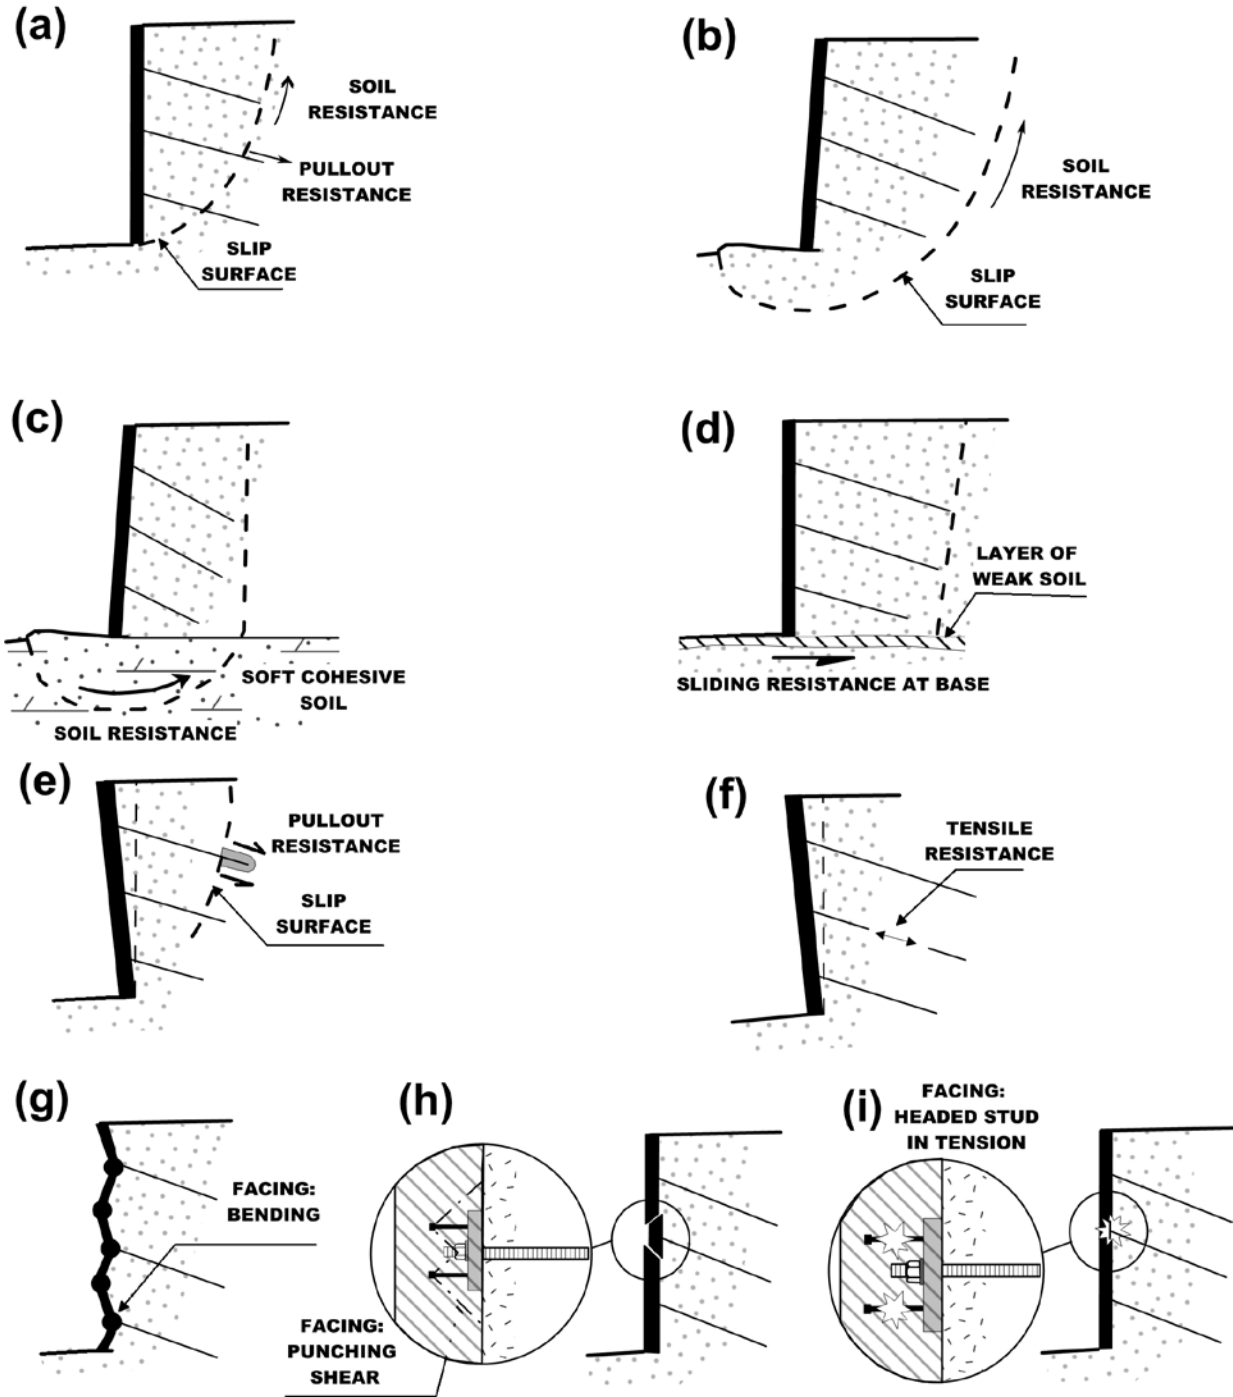 (a)
SOIL
RESISTANCE
PULLOUT
RESISTANCE
SLIP
SURFACE
(b)
SOIL
RESISTANCE
SLIP
SURFACE
(c)
SOFT COHESIVE
SOIL
SOIL RESISTANCE
(d)
LAYER OF
WEAK SOIL
SLIDING RESISTANCE AT BASE
(e)
PULLOUT
RESISTANCE
SLIP
SURFACE
(f)
TENSILE
RESISTANCE
(g)
FACING:
BENDING
(h)
FACING:
PUNCHING
SHEAR
(i)
FACING:
HEADED STUD
IN TENSION